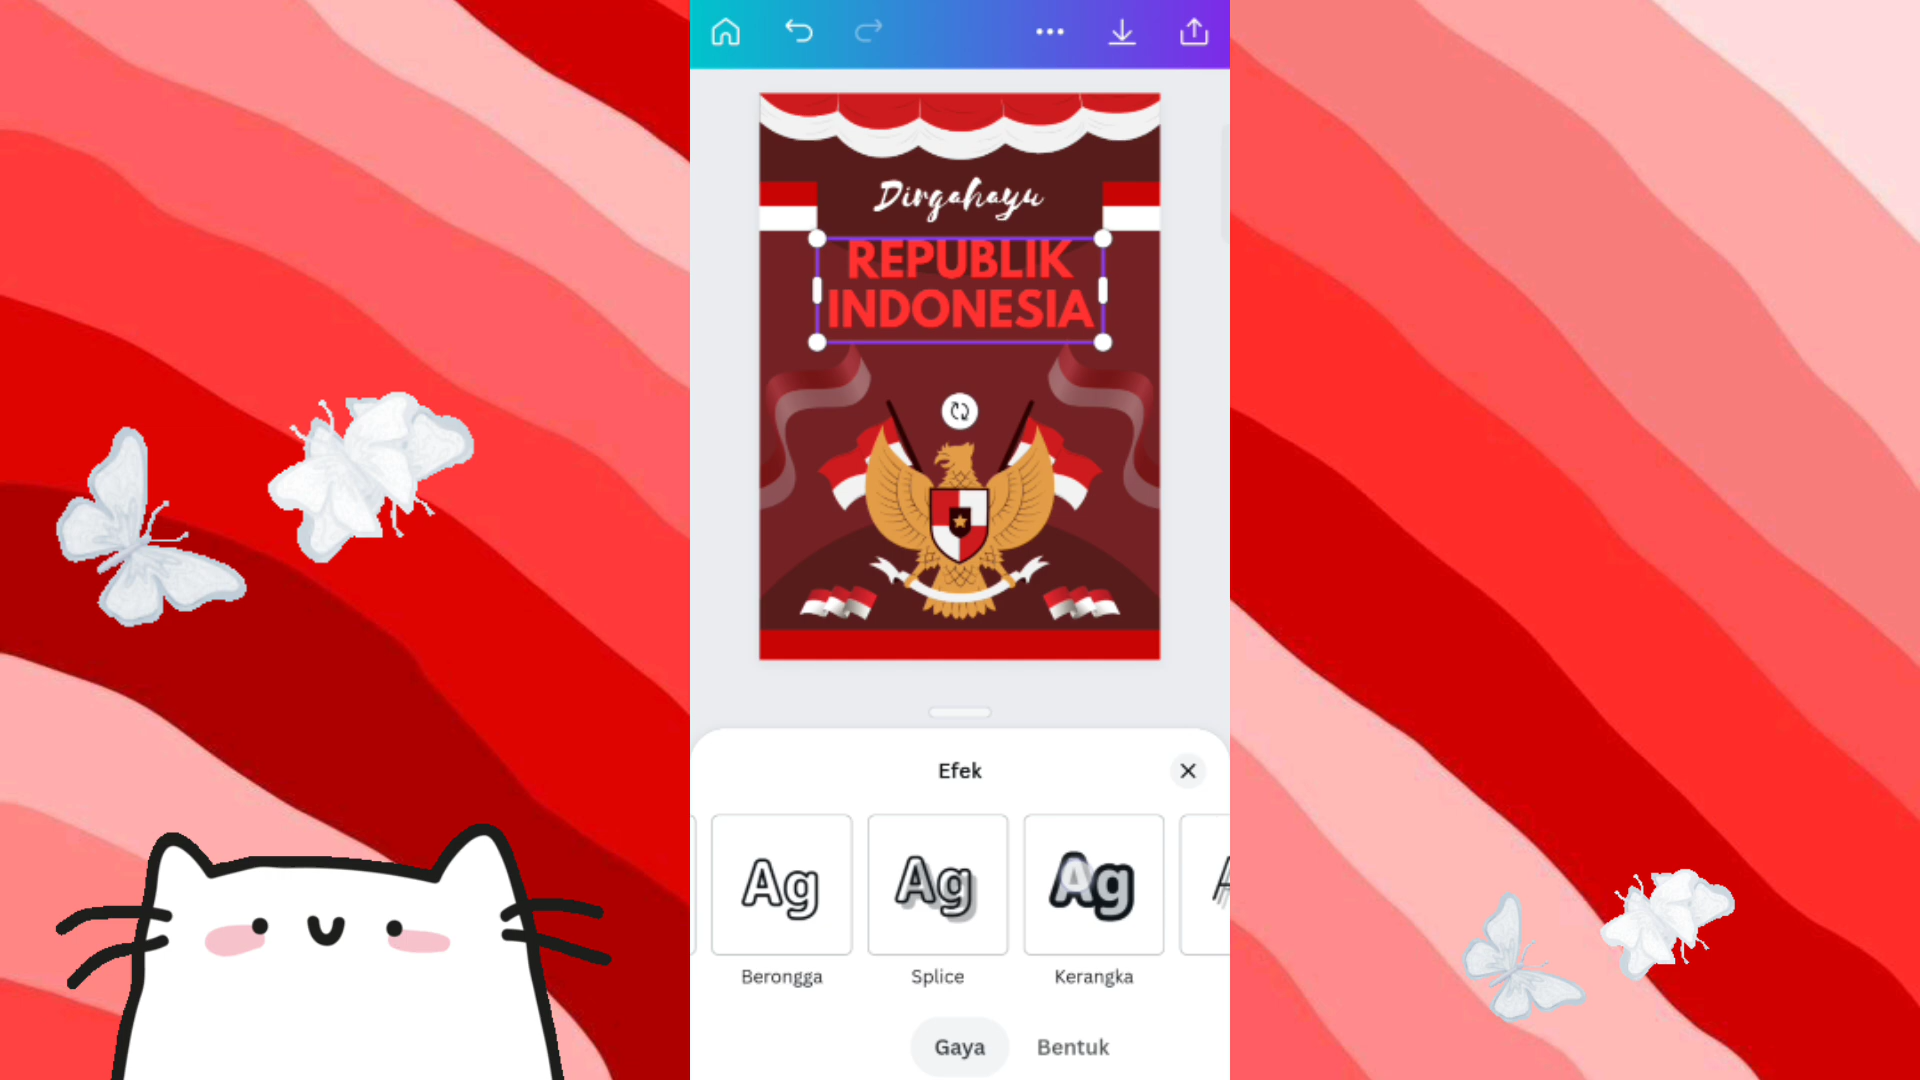 Dirgahayu
REPUBLIK
INDONESIA
Efek
Ag
Ag
Ag
Berongga
Splice
Kerangka
Gaya
Bentuk